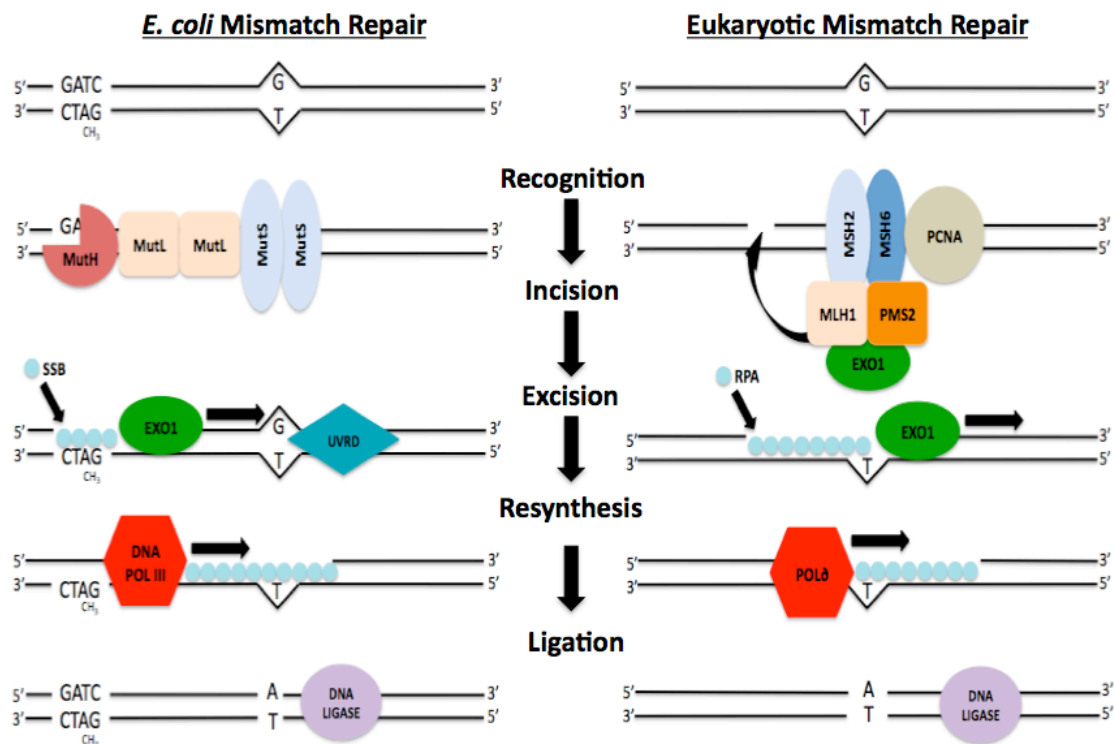 E. coli Mismatch Repair
Eukaryotic Mismatch Repair
5' GATC G 3'
3' CTAG T 5'
CH3
5' G 3'
3' T 5'
Recognition
5' GA 3'
3' 5'
MutH MutL MutL MutS MutS
5' 3'
3' 5'
MSH2 MSH6 PCNA
MLH1 PMS2
EXO1
Incision
SSB
5' EXO1 G UVRD 3'
3' CTAG T 5'
CH3
Excision
RPA
5' EXO1 3'
3' T 5'
Resynthesis
5' DNA 3'
POL III
3' CTAG T 5'
CH3
5' POL∂ 3'
3' T 5'
Ligation
5' GATC A DNA 3'
3' CTAG T LIGASE 5'
5' A DNA 3'
3' T LIGASE 5'